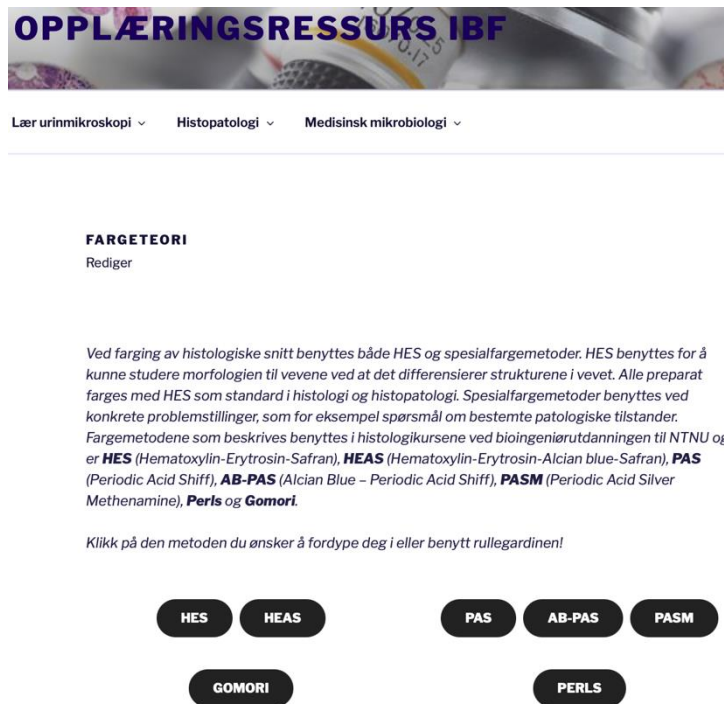 OPPLÆRINGSRESSURS IBF
Lær urinmikroskopi
Histopatologi
Medisinsk mikrobiologi
FARGETEORI
Rediger
Ved farging av histologiske snitt benyttes både HES og spesialfargemetoder. HES benyttes for å
kunne studere morfologien til vevene ved at det differensierer strukturene i vevet. Alle preparat
farges med HES som standard i histologi og histopatologi. Spesialfargemetoder benyttes ved
konkrete problemstillinger, som for eksempel spørsmål om bestemte patologiske tilstander.
Fargemetodene som beskrives benyttes i histologikursene ved bioingeniørutdanningen til NTNU og
er HES (Hematoxylin-Erytrosin-Safran), HEAS (Hematoxylin-Erytrosin-Alcian blue-Safran), PAS
(Periodic Acid Shiff), AB-PAS (Alcian Blue – Periodic Acid Shiff), PASM (Periodic Acid Silver
Methenamine), Perls og Gomori.
Klikk på den metoden du ønsker å fordype deg i eller benytt rullegardinen!
HES HEAS PAS AB-PAS PASM
GOMORI PERLS